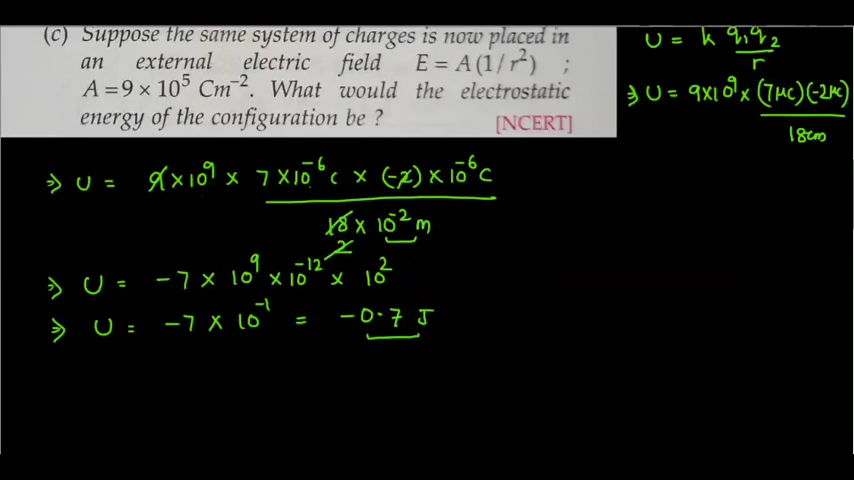 (c) Suppose the same system of charges is now placed in
an external electric field E = A(1/r²) ;
A = 9 × 10⁵ Cm⁻². What would the electrostatic
energy of the configuration be ?
[NCERT]
U = k q₁q₂ / r
⇒ U = 9×10⁹ × (7μC)(-2μC) / 18cm
⇒ U = 9×10⁹ × 7×10⁻⁶ C × (-2) × 10⁻⁶ C / 18 × 10⁻² m
2
⇒ U = -7 × 10⁹ × 10⁻¹² × 10²
⇒ U = -7 × 10⁻¹ = -0.7 J